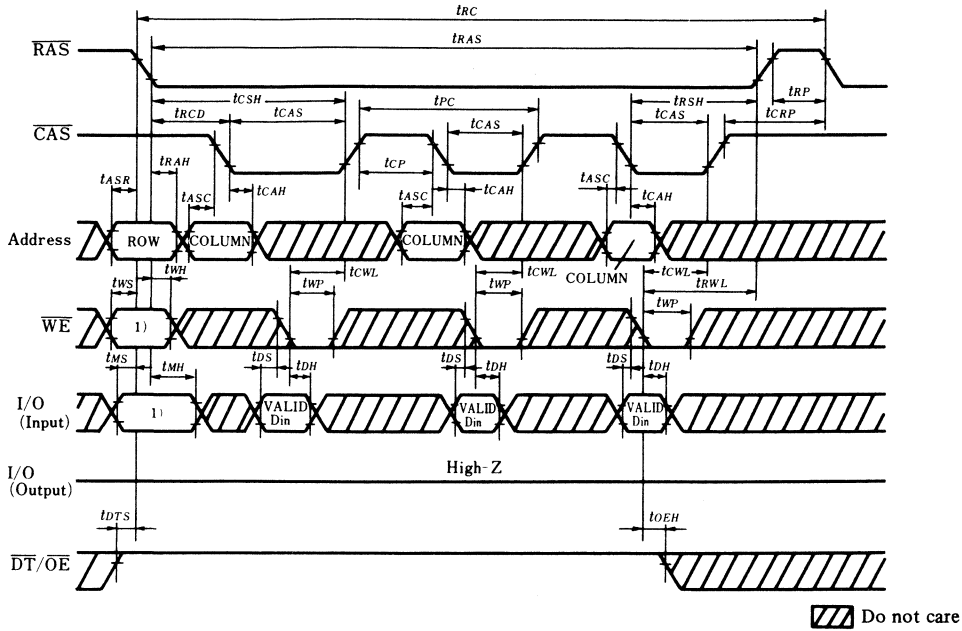 tRC
RAS
tRAS
tCSH
tPC
tRSH
tRP
tRCD
tCAS
tCAS
tCAS
tCRP
CAS
tRAH
tCP
tASR
tASC
tCAH
tASC
tCAH
tASC
tCAH
Address
ROW
COLUMN
COLUMN
COLUMN
tWH
tCWL
tCWL
tCWL
tWS
tWP
tWP
tRWL
tWP
WE
1)
tMS
tMH
tDS
tDH
tDS
tDH
tDS
tDH
I/O
(Input)
1)
VALID
Din
VALID
Din
VALID
Din
I/O
(Output)
High-Z
tDTS
tOEH
DT/OE
Do not care